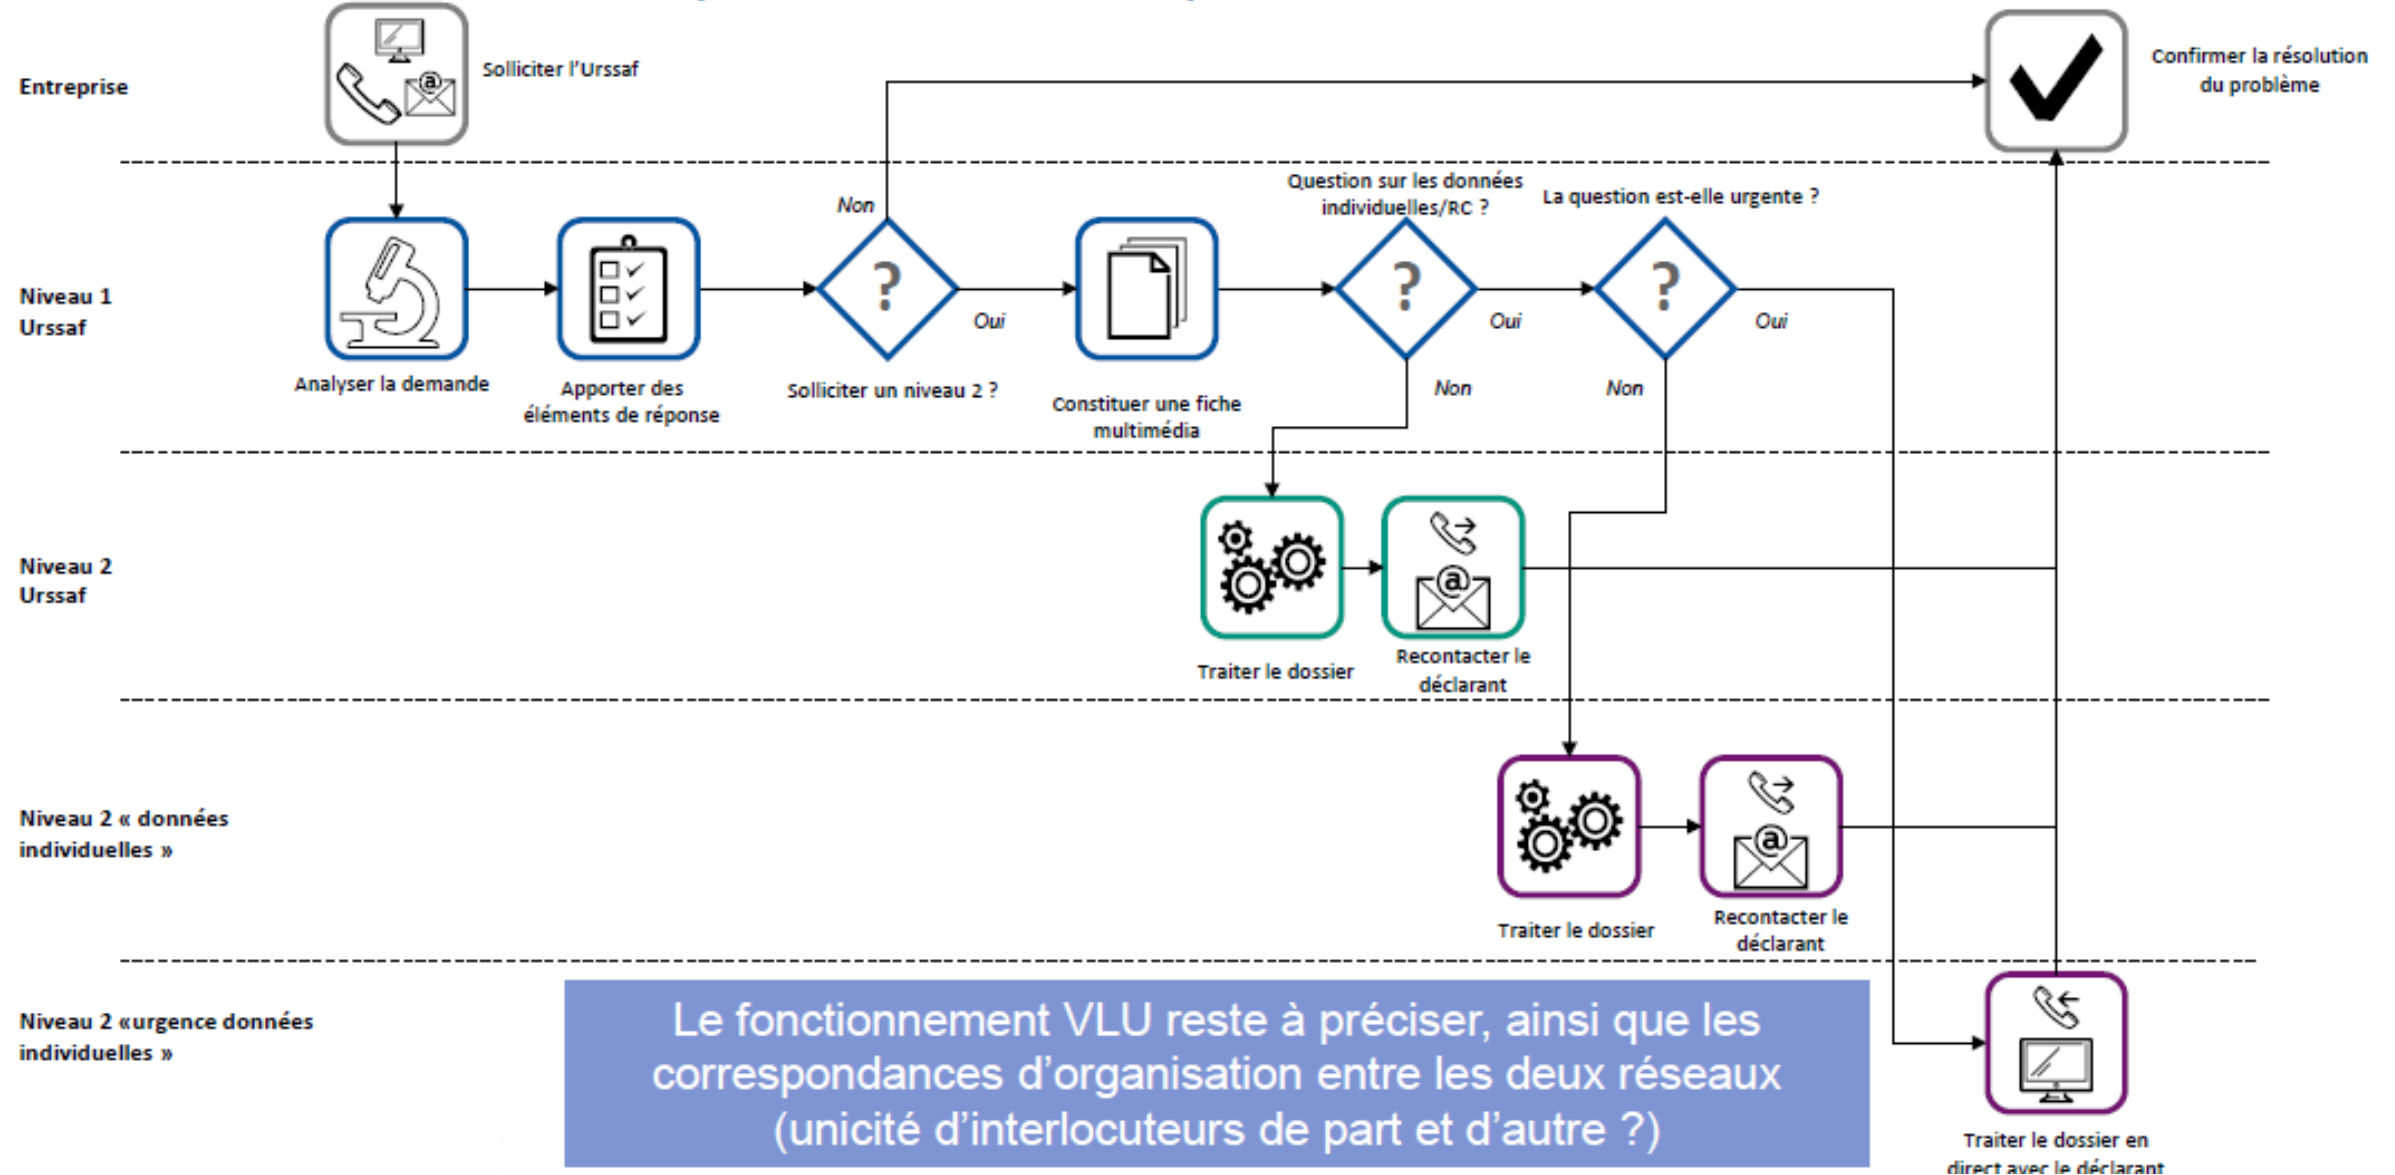 Entreprise
Solliciter l'Urssaf
Confirmer la résolution
du problème
Niveau 1
Urssaf
Analyser la demande
Apporter des
éléments de réponse
Non
?
Oui
Solliciter un niveau 2 ?
Constituer une fiche
multimédia
Question sur les données
individuelles/RC ?
?
Oui
Non
La question est-elle urgente ?
?
Oui
Non
Niveau 2
Urssaf
Traiter le dossier
@
Recontacter le
déclarant
Niveau 2 « données
individuelles »
Traiter le dossier
@
Recontacter le
déclarant
Niveau 2 «urgence données
individuelles »
Le fonctionnement VLU reste à préciser, ainsi que les
correspondances d'organisation entre les deux réseaux
(unicité d'interlocuteurs de part et d'autre ?)
Traiter le dossier en
direct avec le déclarant